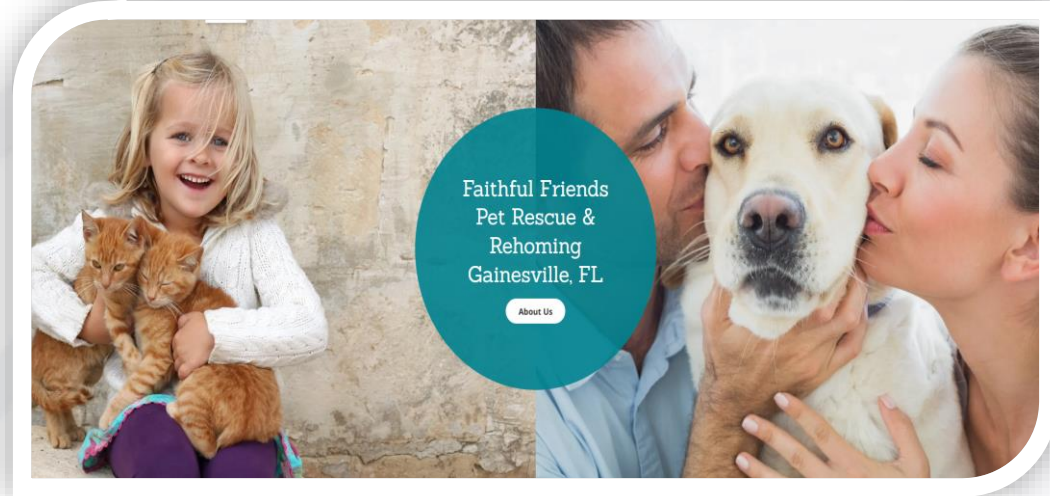 Faithful Friends
Pet Rescue &
Rehoming
Gainesville, FL
About Us